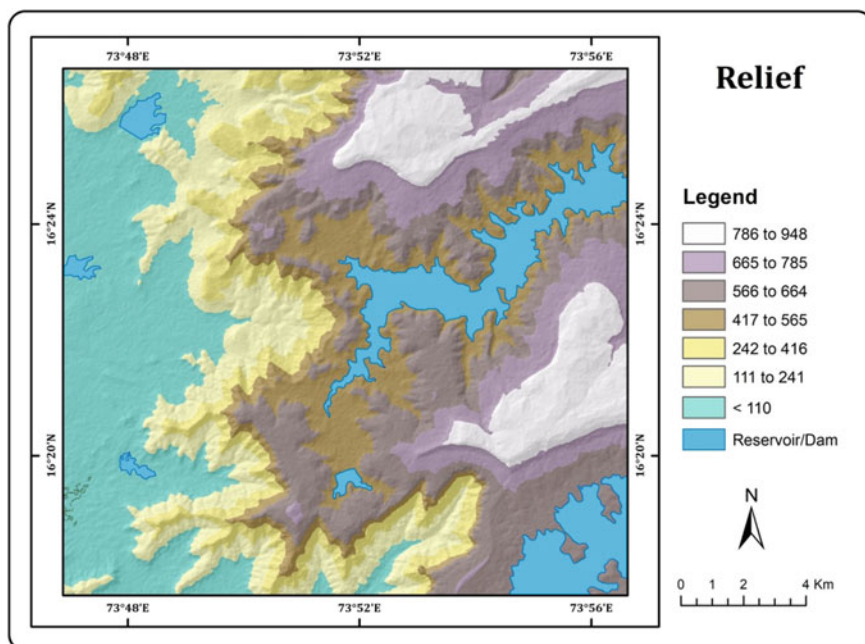 Relief
73°48'E 73°52'E 73°56'E
16°24'N 16°24'N
16°20'N 16°20'N
73°48'E 73°52'E 73°56'E
Legend
786 to 948
665 to 785
566 to 664
417 to 565
242 to 416
111 to 241
< 110
Reservoir/Dam
N
0 1 2 4 Km